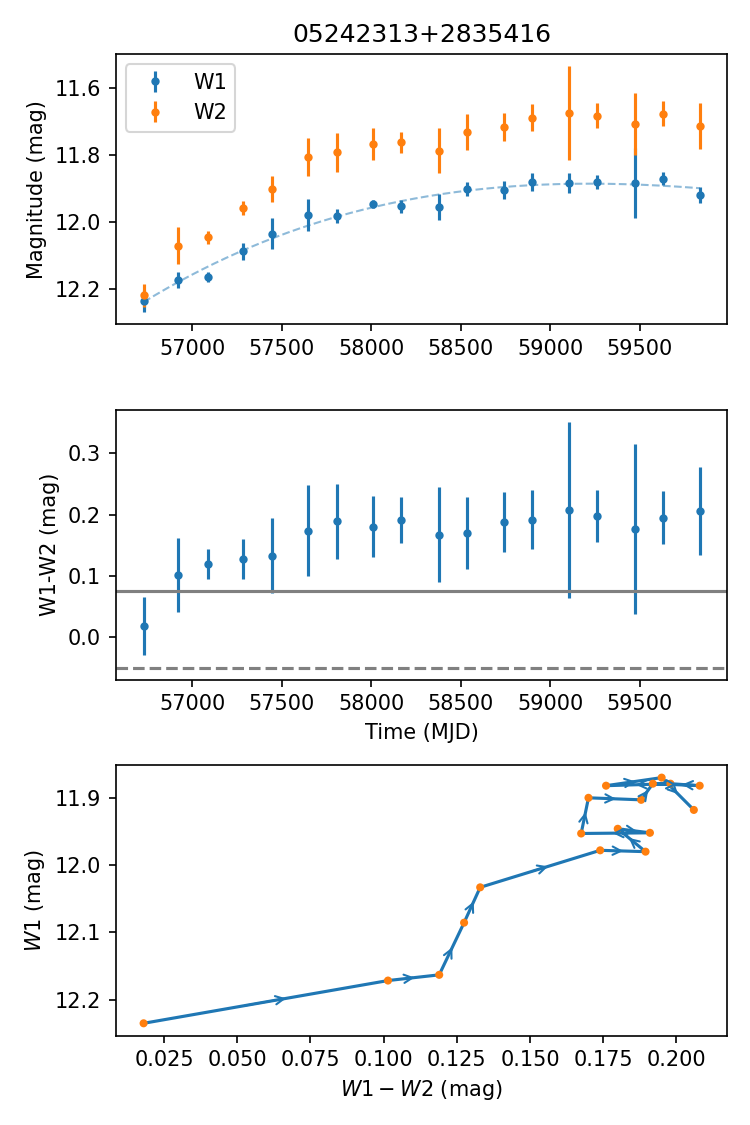 05242313+2835416
W1
W2
Magnitude (mag)
11.6
11.8
12.0
12.2
57000 57500 58000 58500 59000 59500
W1-W2 (mag)
0.3
0.2
0.1
0.0
57000 57500 58000 58500 59000 59500
Time (MJD)
W1 (mag)
11.9
12.0
12.1
12.2
0.025 0.050 0.075 0.100 0.125 0.150 0.175 0.200
W1 − W2 (mag)